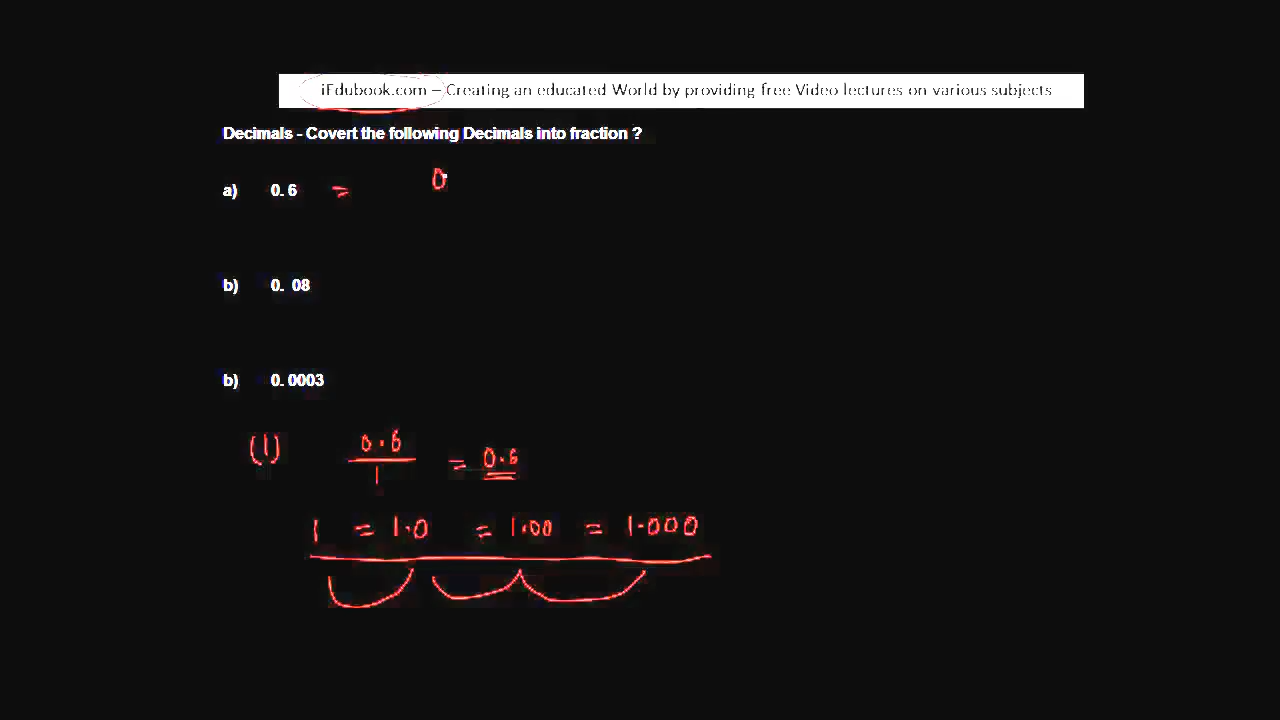 iEdubook.com – Creating an educated World by providing free Video lectures on various subjects
Decimals - Covert the following Decimals into fraction ?
a) 0. 6 = 0
b) 0. 08
b) 0. 0003
(1) 0.6 / 1 = 0.6
1 = 1.0 = 1.00 = 1.000